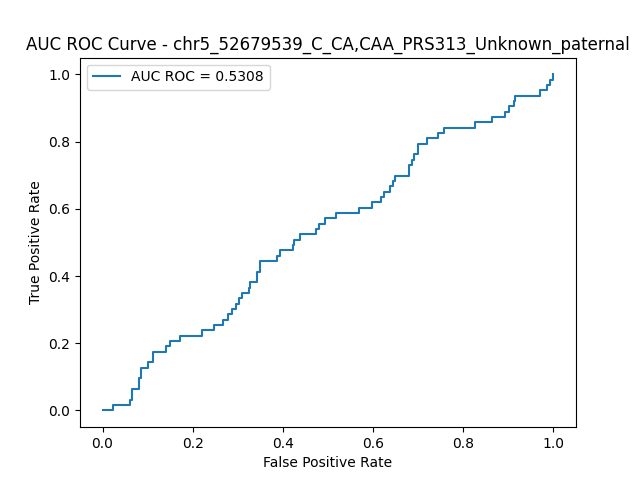 AUC ROC Curve - chr5_52679539_C_CA,CAA_PRS313_Unknown_paternal
AUC ROC = 0.5308
1.0
0.8
0.6
0.4
0.2
0.0
True Positive Rate
0.0 0.2 0.4 0.6 0.8 1.0
False Positive Rate